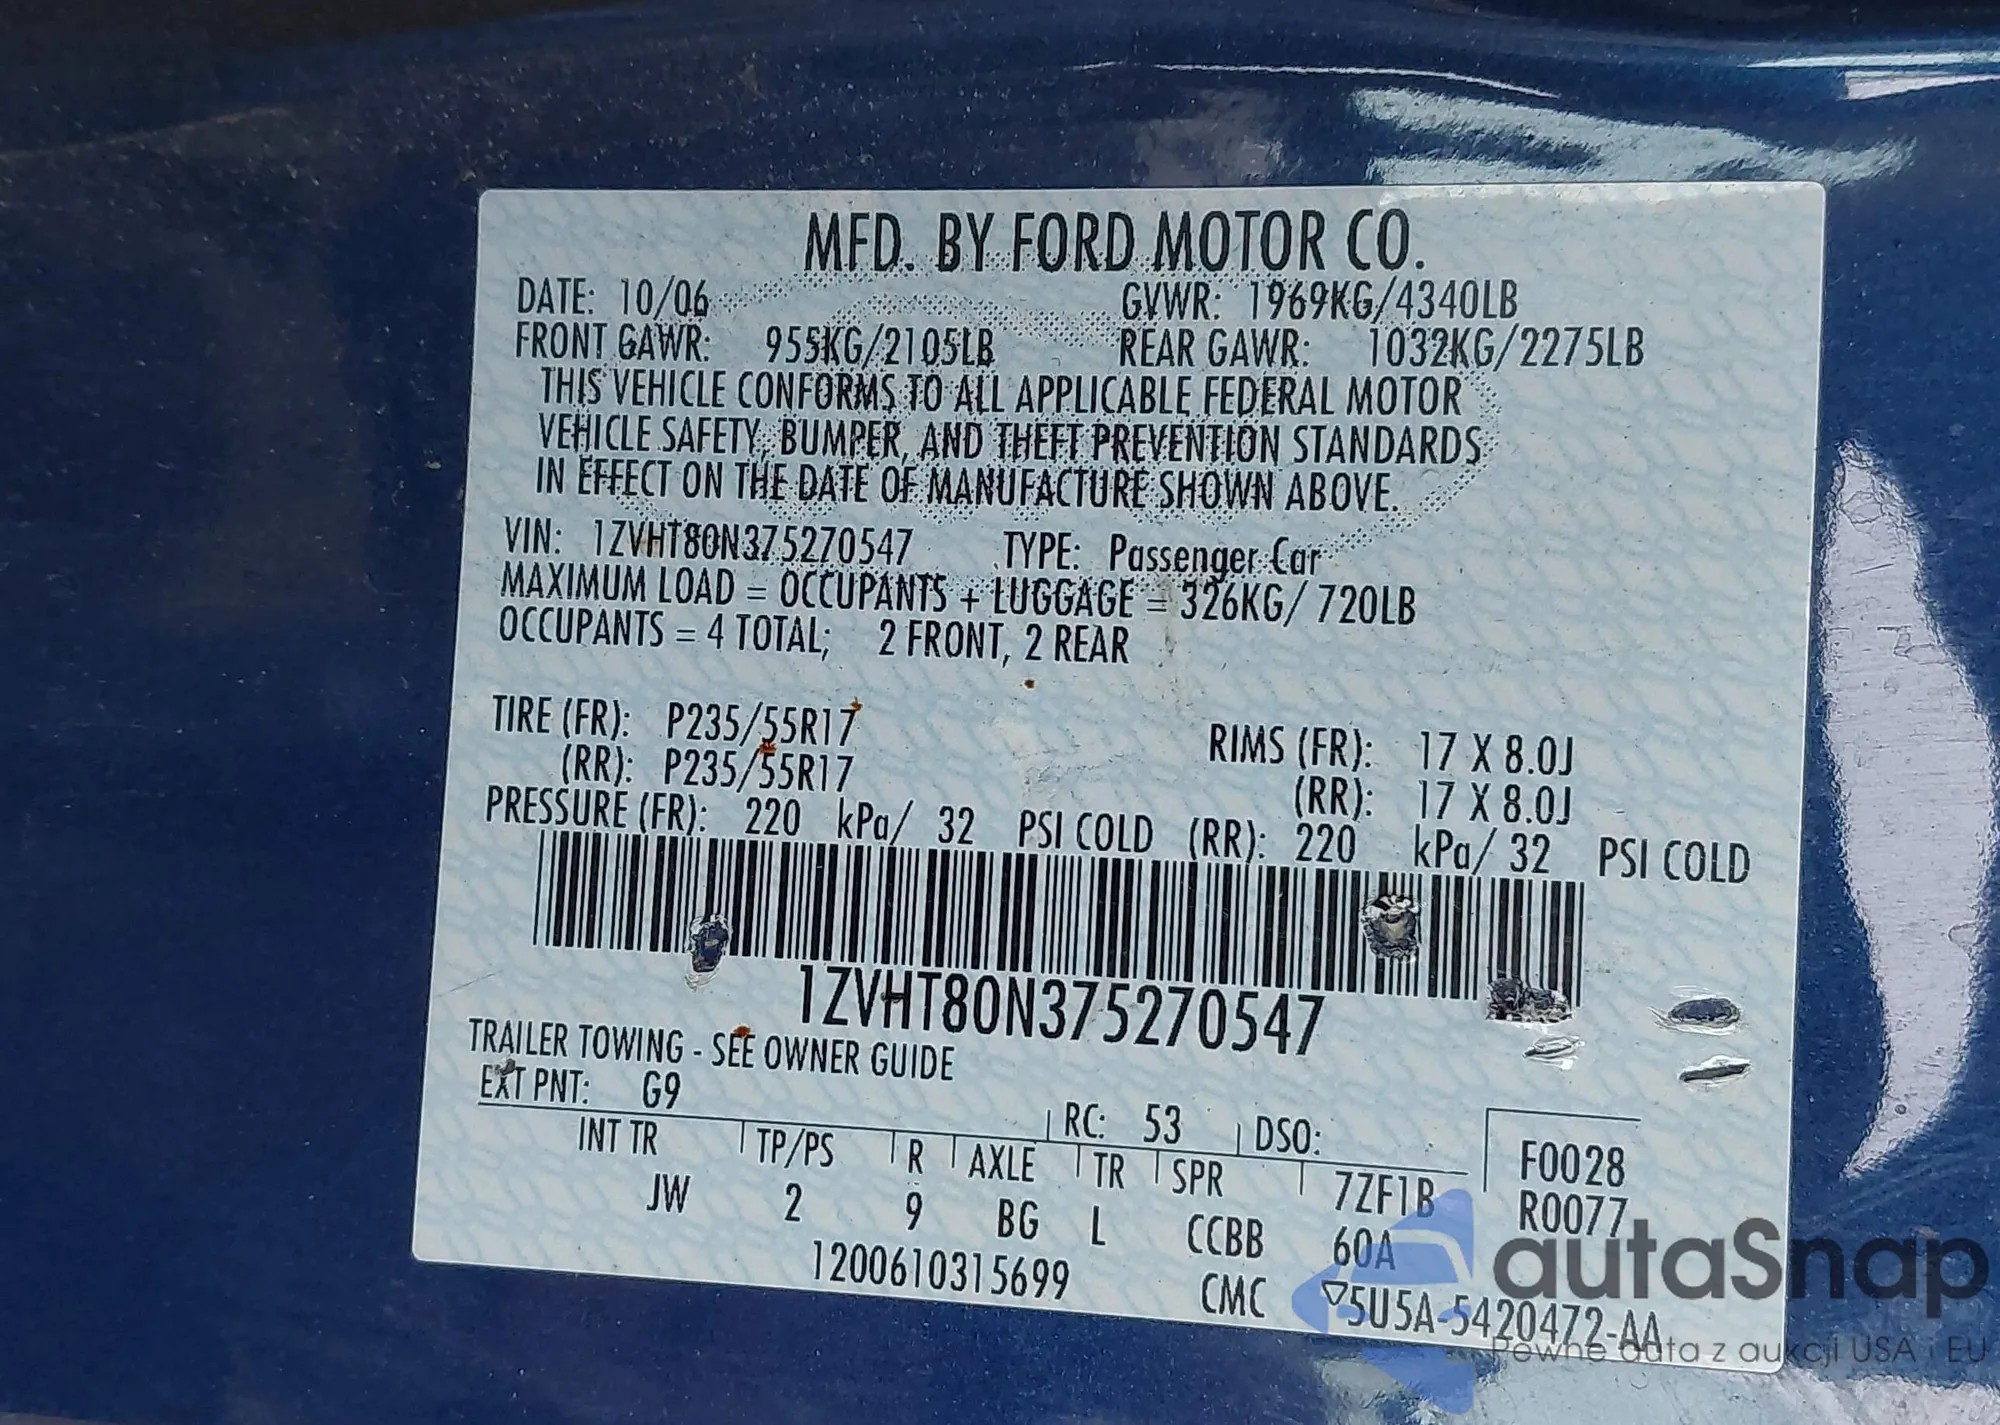 MFD. BY FORD MOTOR CO.
DATE: 10/06 GVWR: 1969KG/4340LB
FRONT GAWR: 955KG/2105LB REAR GAWR: 1032KG/2275LB
THIS VEHICLE CONFORMS TO ALL APPLICABLE FEDERAL MOTOR
VEHICLE SAFETY, BUMPER, AND THEFT PREVENTION STANDARDS
IN EFFECT ON THE DATE OF MANUFACTURE SHOWN ABOVE.
VIN: 1ZVHT80N375270547 TYPE: Passenger Car
MAXIMUM LOAD = OCCUPANTS + LUGGAGE = 326KG/ 720LB
OCCUPANTS = 4 TOTAL; 2 FRONT, 2 REAR
TIRE (FR): P235/55R17 RIMS (FR): 17 X 8.0J
(RR): P235/55R17 (RR): 17 X 8.0J
PRESSURE (FR): 220 kPa/ 32 PSI COLD (RR): 220 kPa/ 32 PSI COLD
1ZVHT80N375270547
TRAILER TOWING - SEE OWNER GUIDE
EXT PNT: G9 RC: 53 DSO: F0028
INT TR TP/PS R AXLE TR SPR 7ZF1B R0077
JW 2 9 BG L CCBB 60A
1200610315699 CMC ▽5U5A-5420472-AA
autaSnap
Pewne auta z aukcji USA i EU